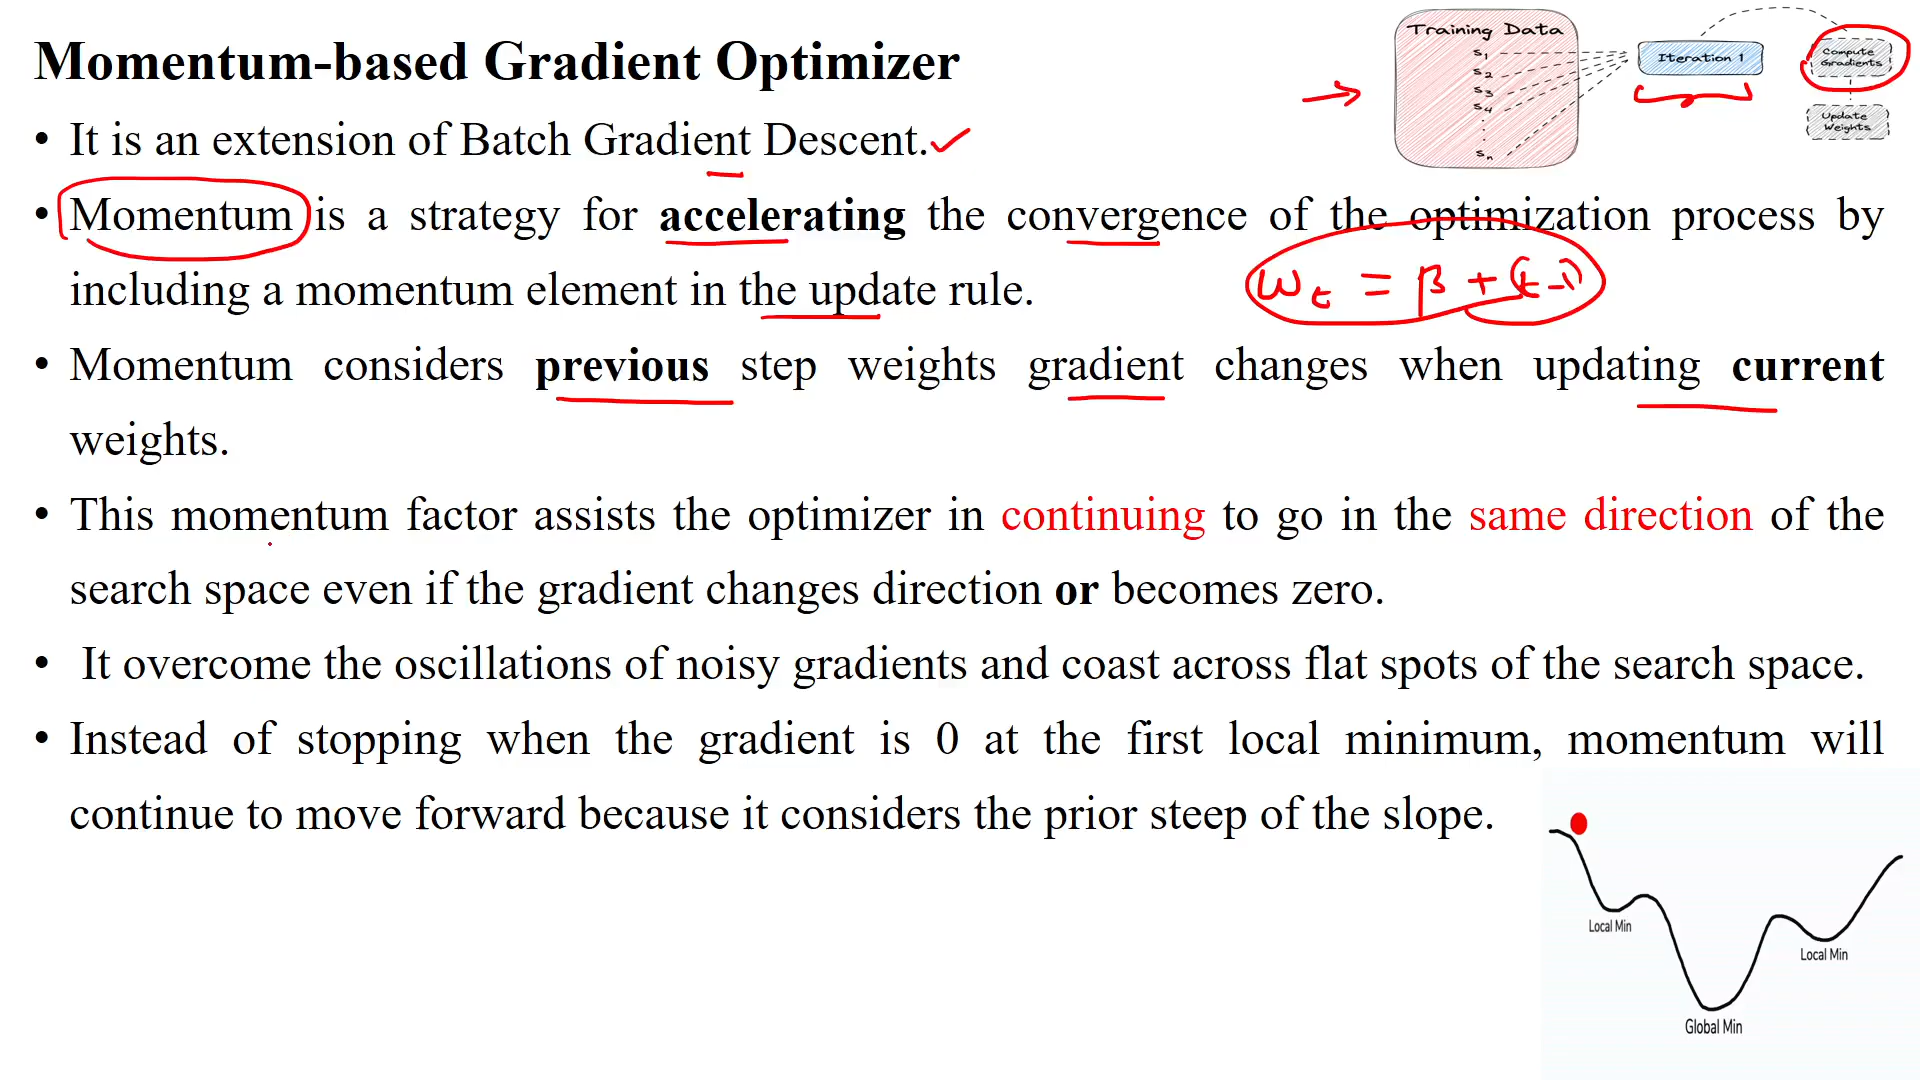 Momentum-based Gradient Optimizer
Training Data
S1
S2
S3
S4
Sn
Iteration 1
Compute
Gradients
Update
Weights
• It is an extension of Batch Gradient Descent.
• Momentum is a strategy for accelerating the convergence of the optimization process by
including a momentum element in the update rule.
Wt = β + (t-1)
• Momentum considers previous step weights gradient changes when updating current
weights.
• This momentum factor assists the optimizer in continuing to go in the same direction of the
search space even if the gradient changes direction or becomes zero.
• It overcome the oscillations of noisy gradients and coast across flat spots of the search space.
• Instead of stopping when the gradient is 0 at the first local minimum, momentum will
continue to move forward because it considers the prior steep of the slope.
Local Min
Local Min
Global Min